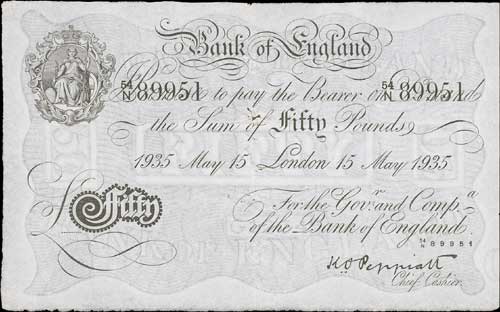 Bank of England
54/N 89951 54/N 89951
Promise to pay the Bearer on Demand
the Sum of Fifty Pounds
1935 May 15 London 15 May 1935
For the Govr. and Compa.
of the Bank of England.
£Fifty
54/N 89951
K O Peppiatt
Chief Cashier.